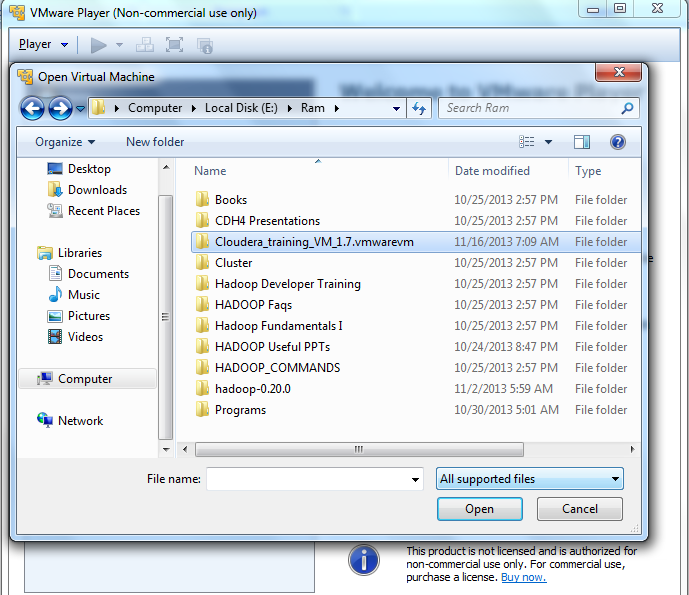 VMware Player (Non-commercial use only)
Player
Welcome to VMware Player
Open Virtual Machine
Computer Local Disk (E:) Ram
Search Ram
Organize New folder
Name Date modified Type
Desktop
Downloads
Recent Places
Libraries
Documents
Music
Pictures
Videos
Computer
Network
Books 10/25/2013 2:57 PM File folder
CDH4 Presentations 10/25/2013 2:57 PM File folder
Cloudera_training_VM_1.7.vmwarevm 11/16/2013 7:09 AM File folder
Cluster 10/25/2013 2:57 PM File folder
Hadoop Developer Training 10/25/2013 2:57 PM File folder
HADOOP Faqs 10/25/2013 2:57 PM File folder
Hadoop Fundamentals I 10/25/2013 2:57 PM File folder
HADOOP Useful PPTs 10/24/2013 8:47 PM File folder
HADOOP_COMMANDS 10/25/2013 2:57 PM File folder
hadoop-0.20.0 11/2/2013 5:59 AM File folder
Programs 10/30/2013 5:01 AM File folder
File name: All supported files
Open Cancel
This product is not licensed and is authorized for
non-commercial use only. For commercial use,
purchase a license. Buy now.